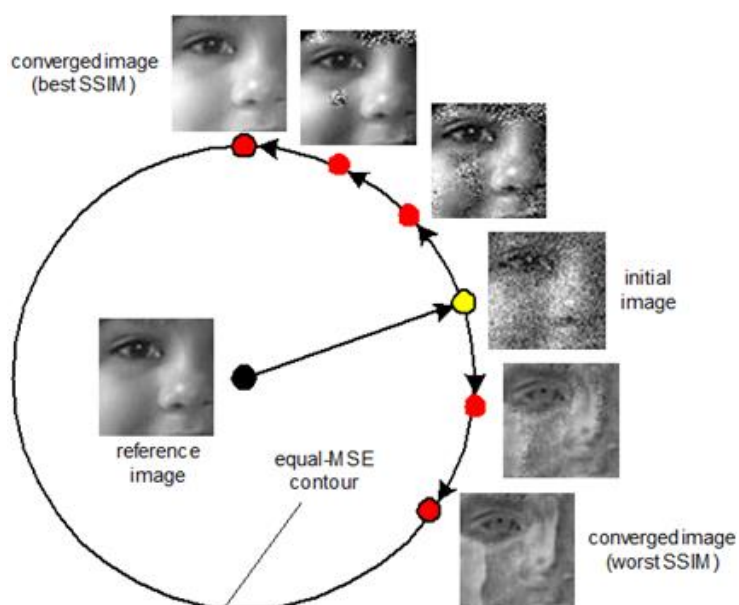 converged image
(best SSIM)
initial
image
reference
image
equal-MSE
contour
converged image
(worst SSIM)